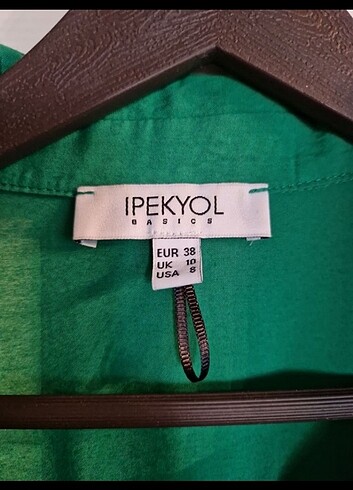 IPEKYOL
BASICS
EUR 38
UK 10
USA 8